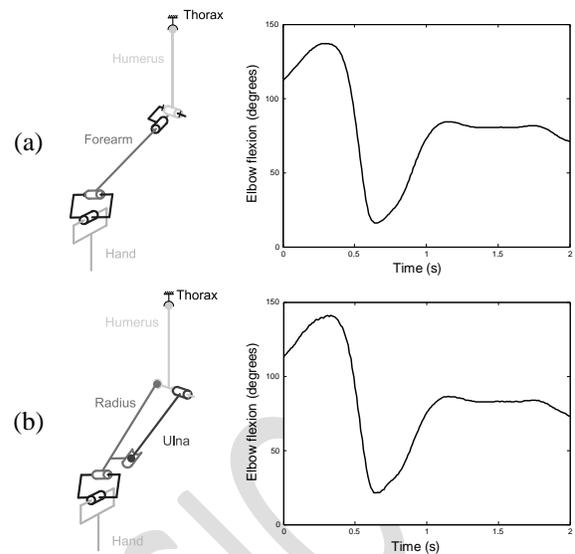 (a)
Thorax
Humerus
Forearm
Hand
Elbow flexion (degrees)
150
100
50
0
0
0.5
1
1.5
2
Time (s)
(b)
Thorax
Humerus
Radius
Ulna
Hand
Elbow flexion (degrees)
150
100
50
0
0
0.5
1
1.5
2
Time (s)